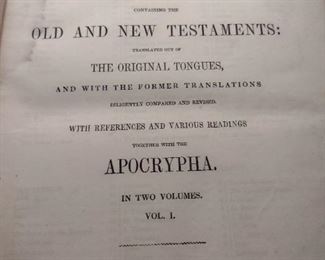 CONTAINING THE
OLD AND NEW TESTAMENTS:
TRANSLATED OUT OF
THE ORIGINAL TONGUES,
AND WITH THE FORMER TRANSLATIONS
DILIGENTLY COMPARED AND REVISED.
WITH REFERENCES AND VARIOUS READINGS
TOGETHER WITH THE
APOCRYPHA.
IN TWO VOLUMES.
VOL. I.